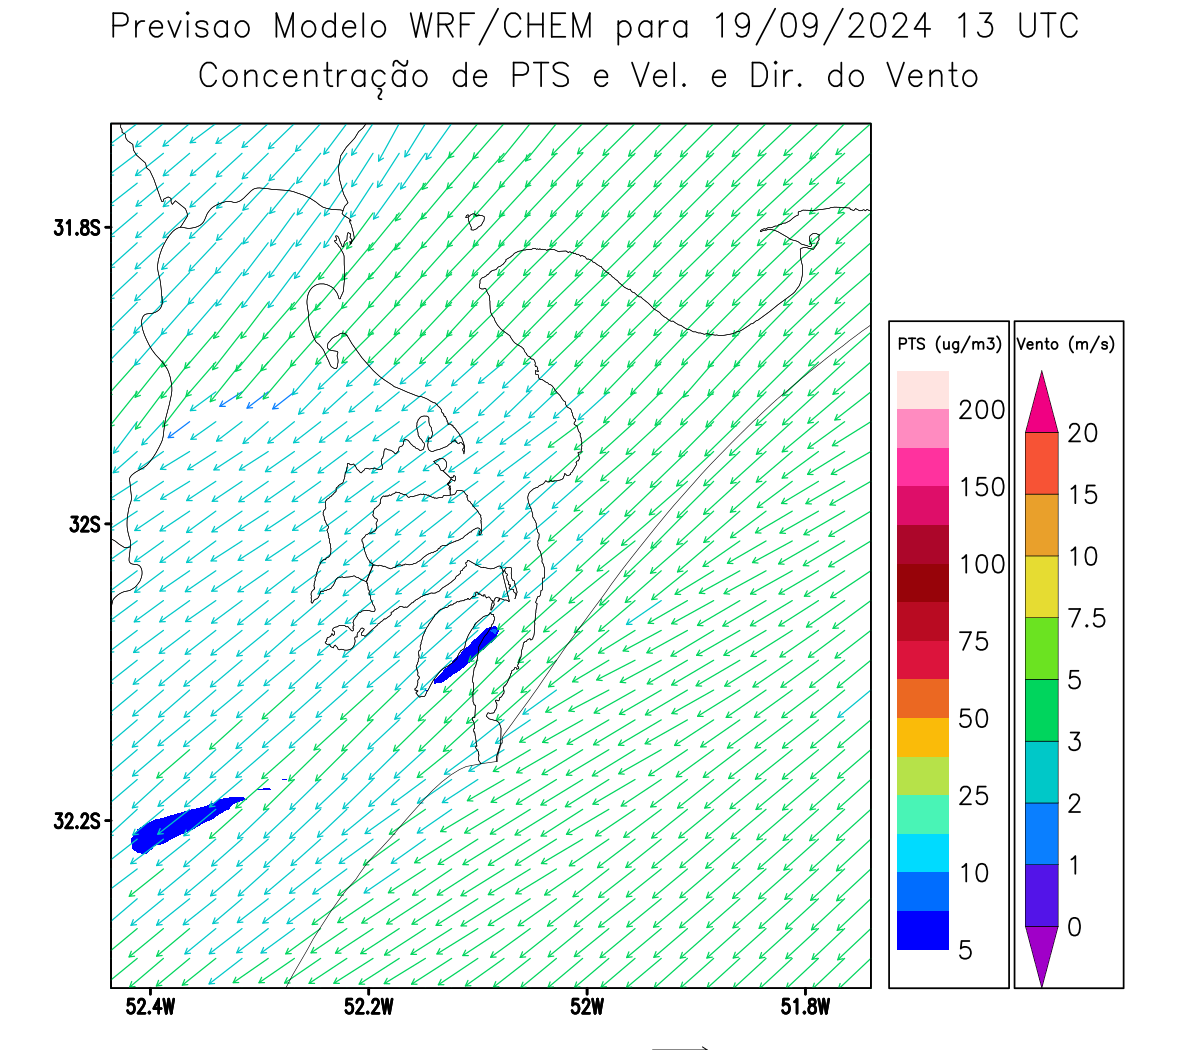 Previsao Modelo WRF/CHEM para 19/09/2024 13 UTC
Concentração de PTS e Vel. e Dir. do Vento
31.8S
32S
32.2S
52.4W 52.2W 52W 51.8W
PTS (ug/m3)
200
150
100
75
50
25
10
5
Vento (m/s)
20
15
10
7.5
5
3
2
1
0